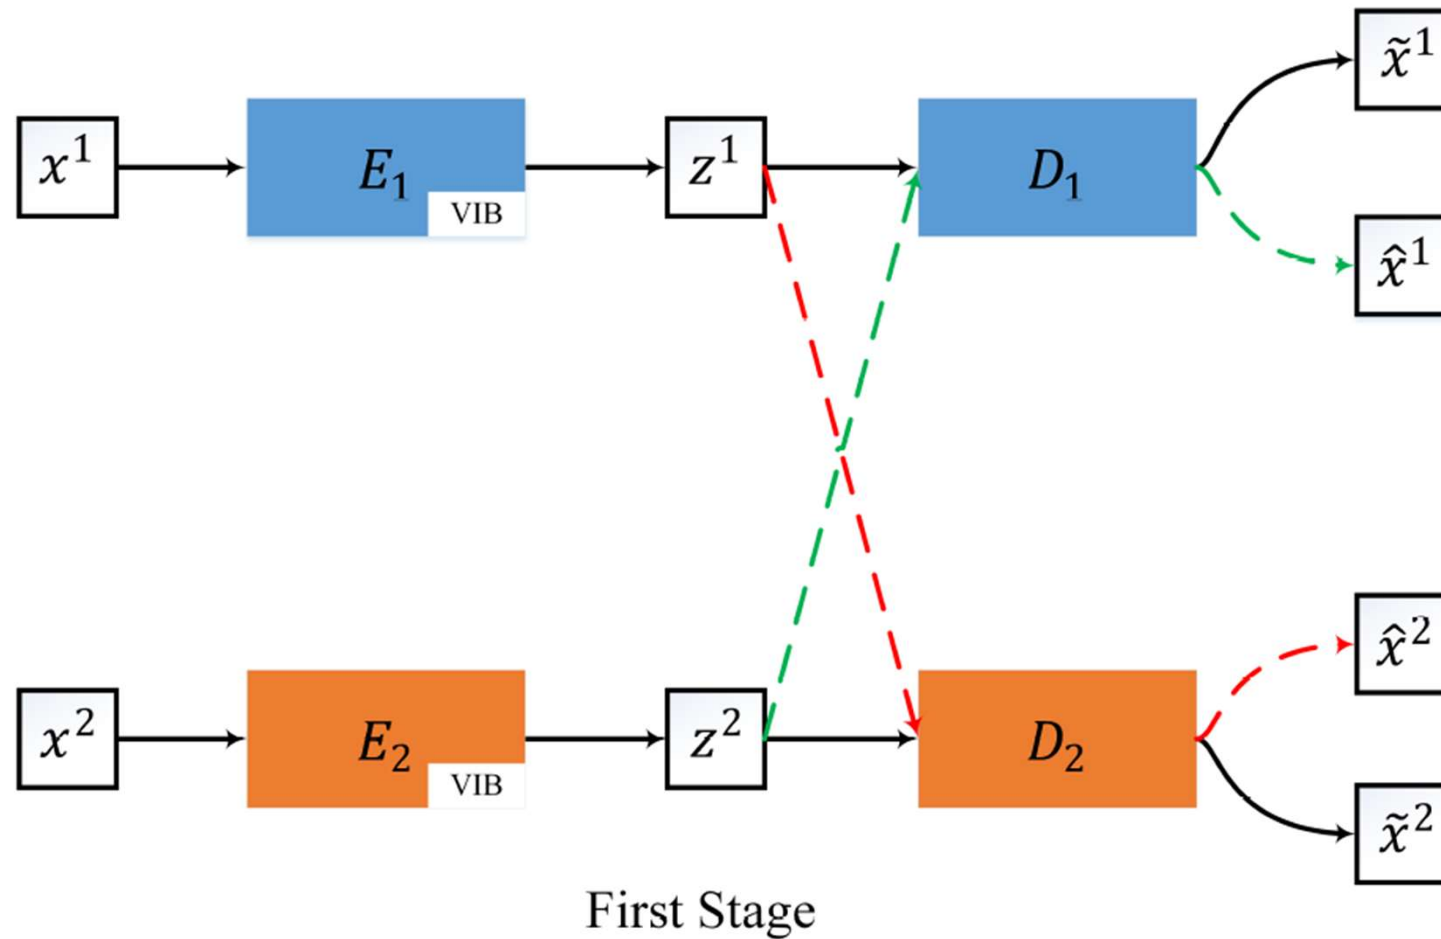 x̃¹
x¹
E₁
VIB
z¹
D₁
x̂¹
x̂²
x²
E₂
VIB
z²
D₂
x̃²
First Stage